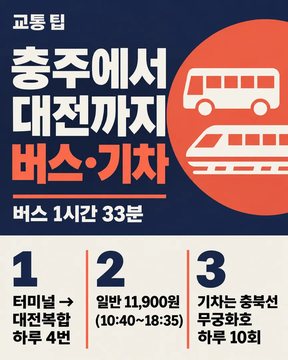 교통 팁
충주에서
대전까지
버스·기차
버스 1시간 33분
1
터미널 →
대전복합
하루 4번
2
일반 11,900원
(10:40~18:35)
3
기차는 충북선
무궁화호
하루 10회